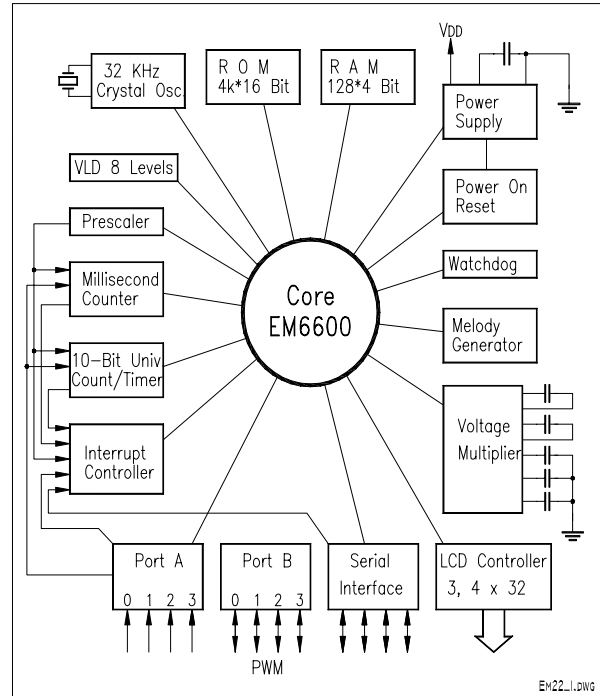 VDD
32 KHz
Crystal Osc.
R O M
4k*16 Bit
R A M
128*4 Bit
Power
Supply
VLD 8 Levels
Power On
Reset
Prescaler
Watchdog
Millisecond
Counter
Core
EM6600
Melody
Generator
10-Bit Univ
Count/Timer
Voltage
Multiplier
Interrupt
Controller
Port A
0 1 2 3
Port B
0 1 2 3
Serial
Interface
LCD Controller
3, 4 x 32
PWM
EM22_1.DWG